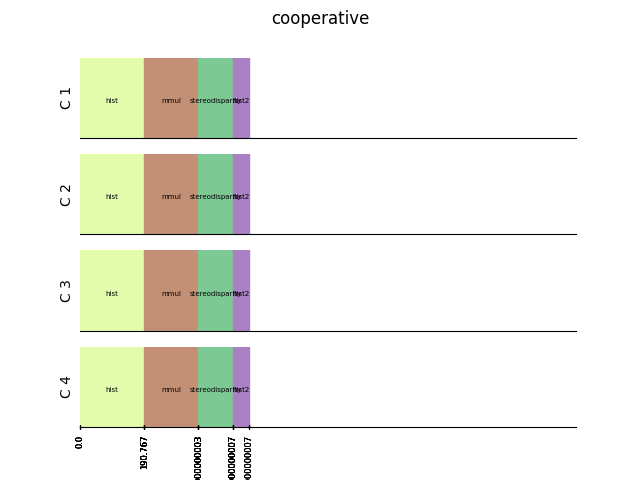 cooperative
C 1
hist
mmul
stereodisparity
hist2
C 2
hist
mmul
stereodisparity
hist2
C 3
hist
mmul
stereodisparity
hist2
C 4
hist
mmul
stereodisparity
hist2
0.0
190.767